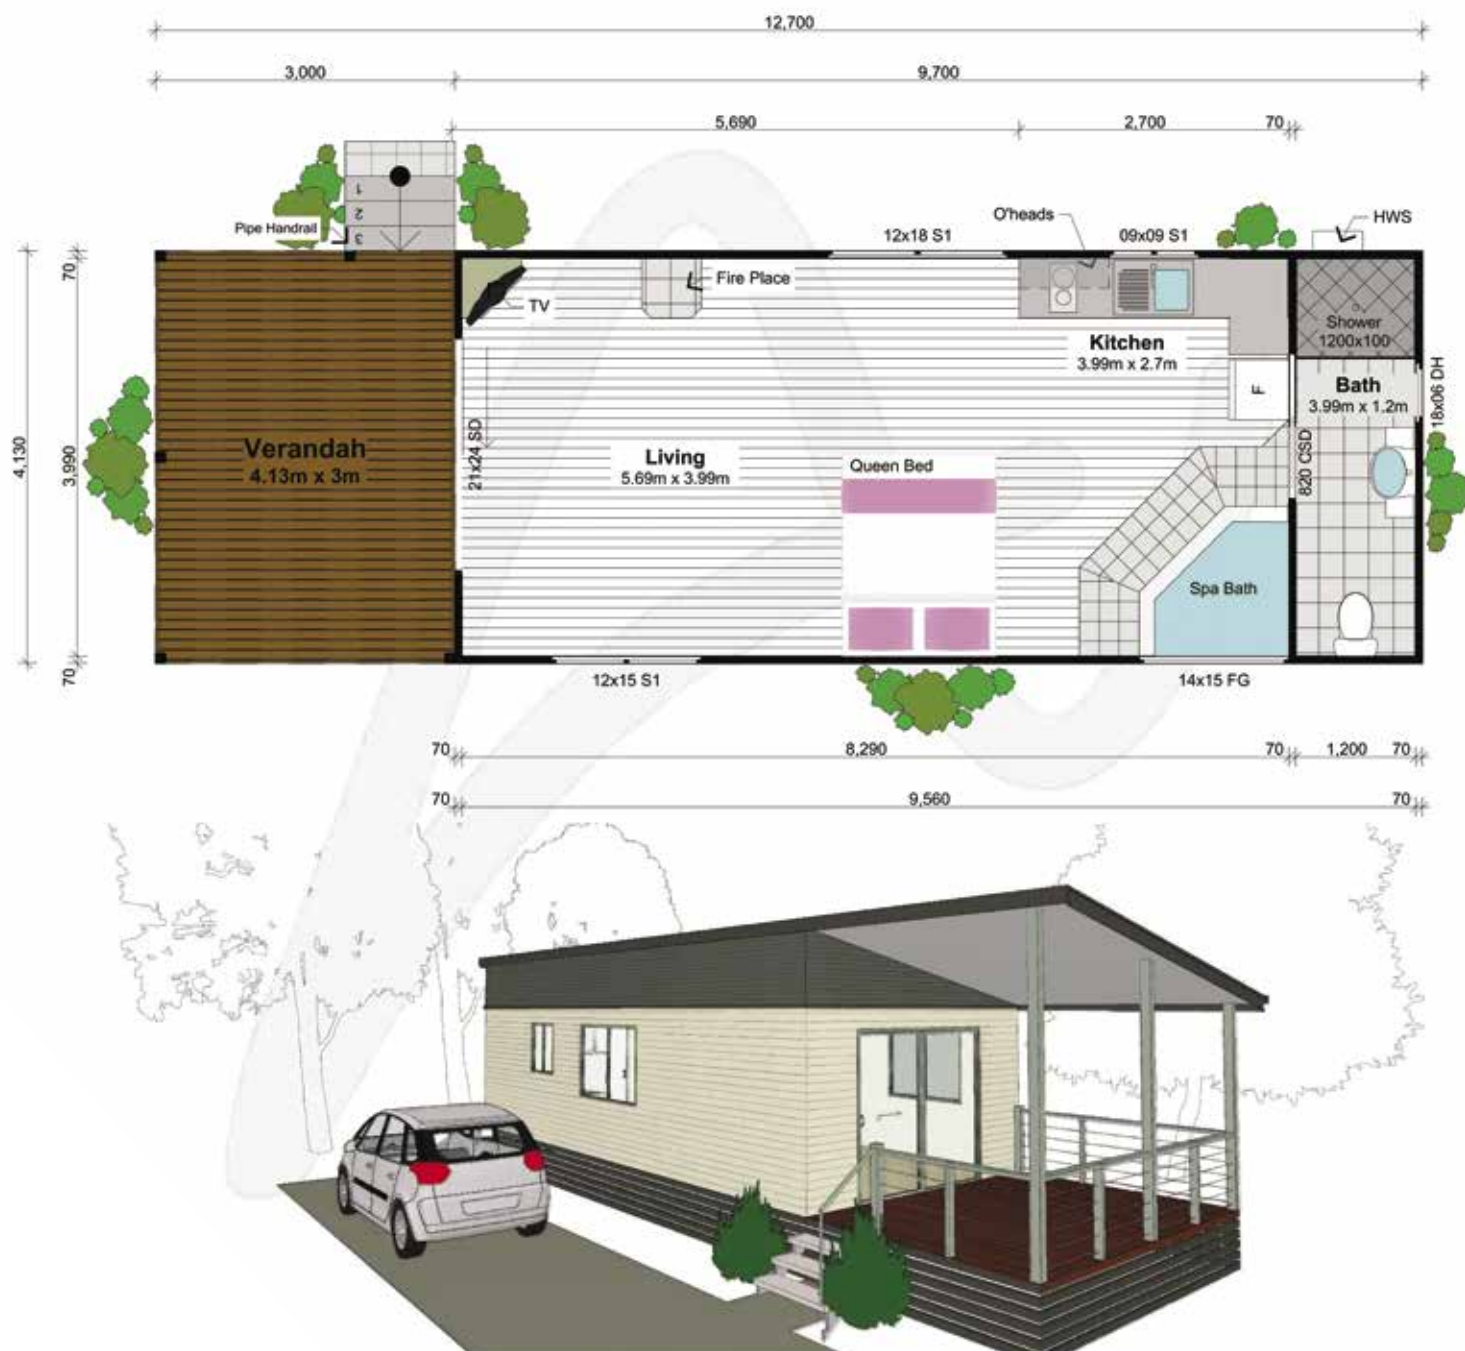 12,700
3,000
9,700
5,690
2,700
70
1
2
3
Pipe Handrail
12x18 S1
O'heads
09x09 S1
HWS
70
TV
Fire Place
Kitchen
3.99m x 2.7m
Shower
1200x100
F
Bath
3.99m x 1.2m
18x06 DH
4,130
3,990
Verandah
4.13m x 3m
21x24 SD
Living
5.69m x 3.99m
Queen Bed
820 CSD
Spa Bath
70
12x15 S1
14x15 FG
70
8,290
70
1,200
70
70
9,560
70